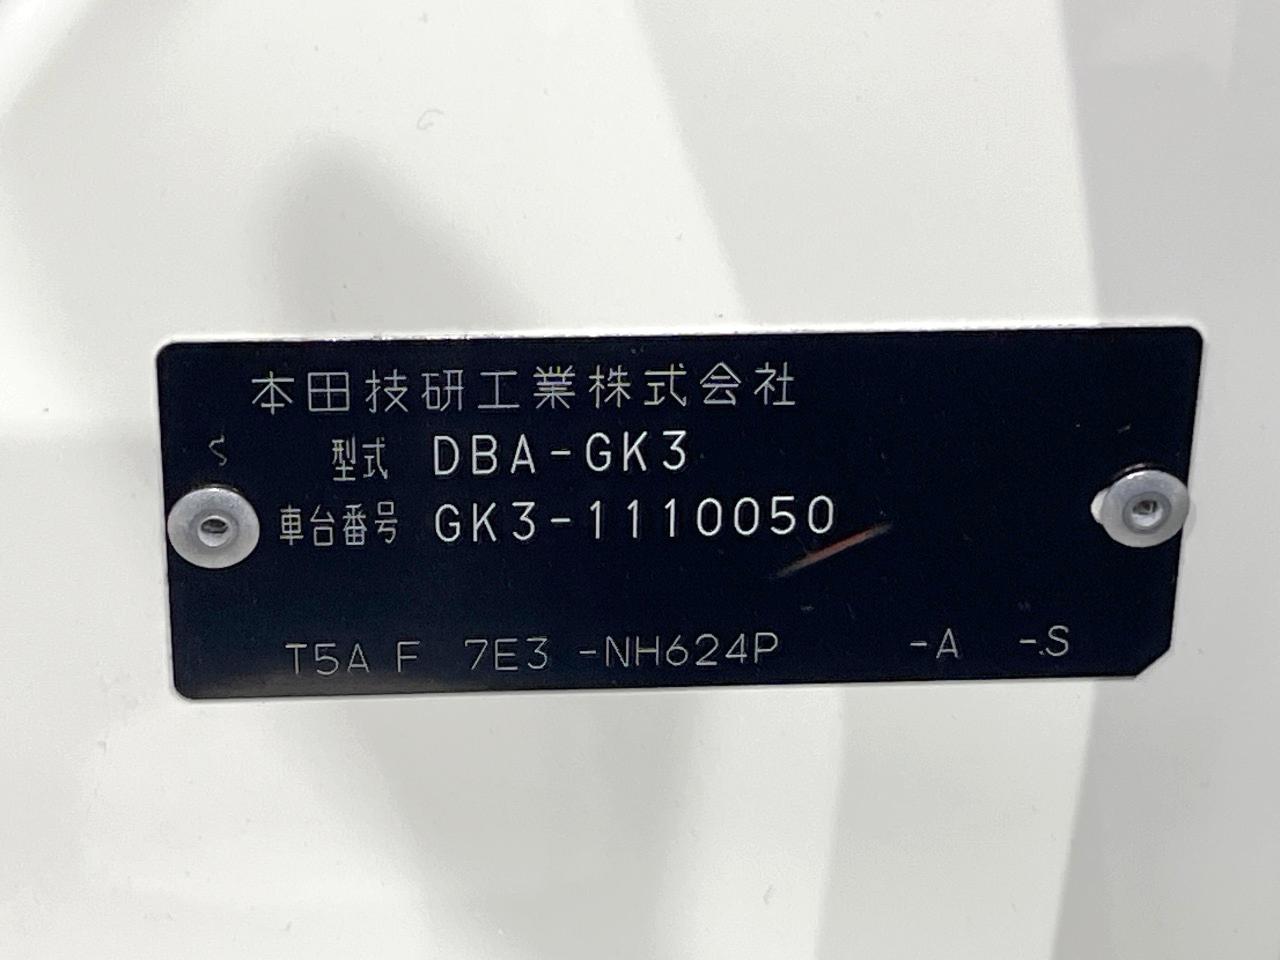 本田技研工業株式会社
型式 DBA-GK3
車台番号 GK3-1110050
T5A F 7E3 -NH624P -A -S